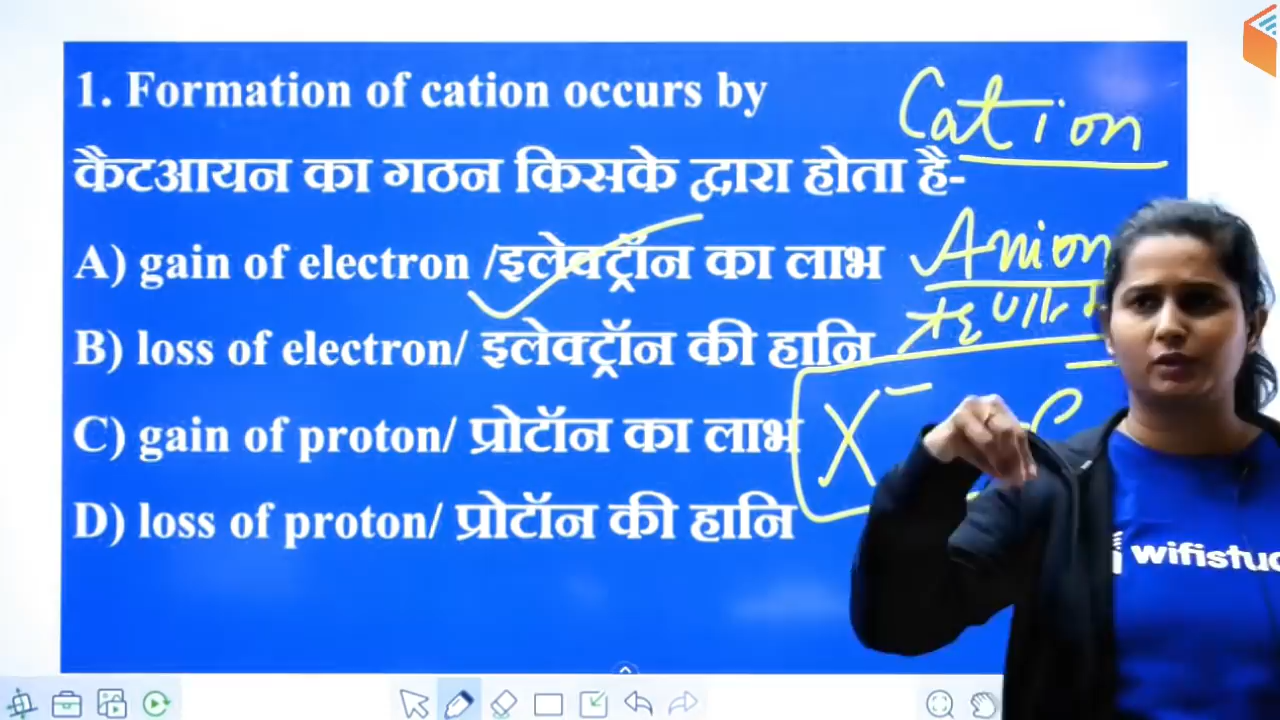 1. Formation of cation occurs by
कैटआयन का गठन किसके द्वारा होता है-
A) gain of electron /इलेक्ट्रॉन का लाभ
B) loss of electron/ इलेक्ट्रॉन की हानि
C) gain of proton/ प्रोटॉन का लाभ
D) loss of proton/ प्रोटॉन की हानि
Cation
Anion
X⁻
wifistud